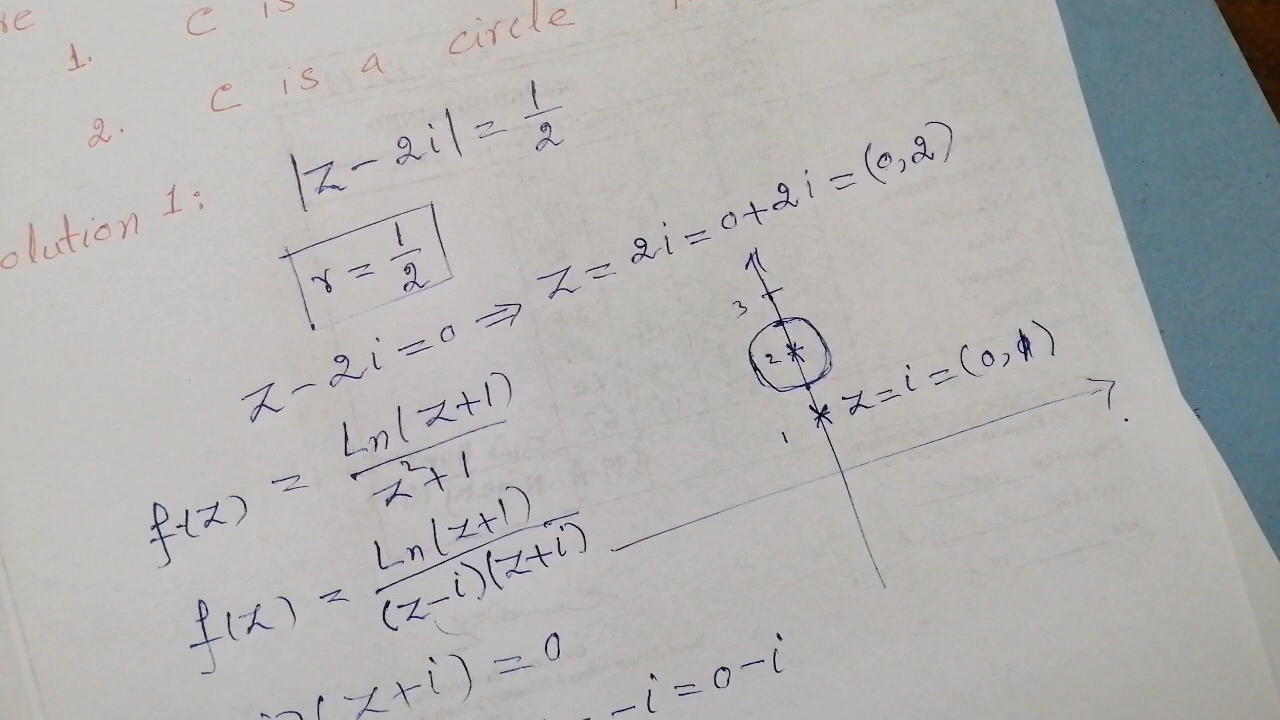 re
1. C is
2. C is a circle
olution 1: |z-2i| = 1/2
r = 1/2
z-2i=0 ⇒ z = 2i = 0+2i = (0,2)
3
2
z=i=(0,1)
1
f(z) = Ln(z+1)/z²+1
f(z) = Ln(z+1)/(z-i)(z+i)
(z+i) = 0
-i = 0-i